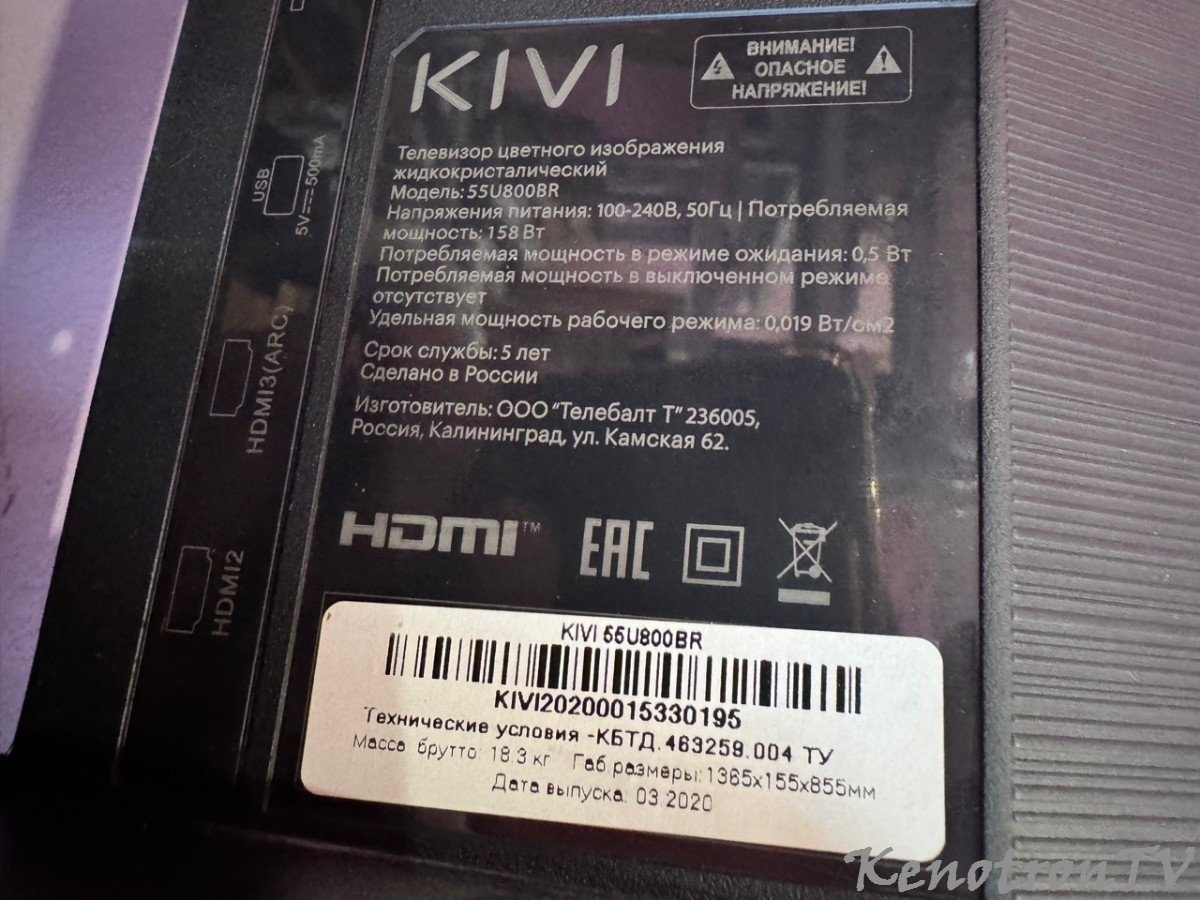 KIVI
ВНИМАНИЕ!
ОПАСНОЕ
НАПРЯЖЕНИЕ!
Телевизор цветного изображения
жидкокристалический
Модель: 55U800BR
Напряжения питания: 100-240В, 50Гц | Потребляемая
мощность: 158 Вт
Потребляемая мощность в режиме ожидания: 0,5 Вт
Потребляемая мощность в выключенном режиме
отсутствует
Удельная мощность рабочего режима: 0,019 Вт/см2
Срок службы: 5 лет
Сделано в России
Изготовитель: ООО "Телебалт Т" 236005,
Россия, Калининград, ул. Камская 62.
HDMI™
EAC
USB
5V 500mA
HDMI3(ARC)
HDMI2
KIVI 55U800BR
KIVI20200015330195
Технические условия -КБТД.463259.004 ТУ
Масса брутто: 18.3 кг Габ размеры: 1365x155x855мм
Дата выпуска: 03.2020
KenotronTV